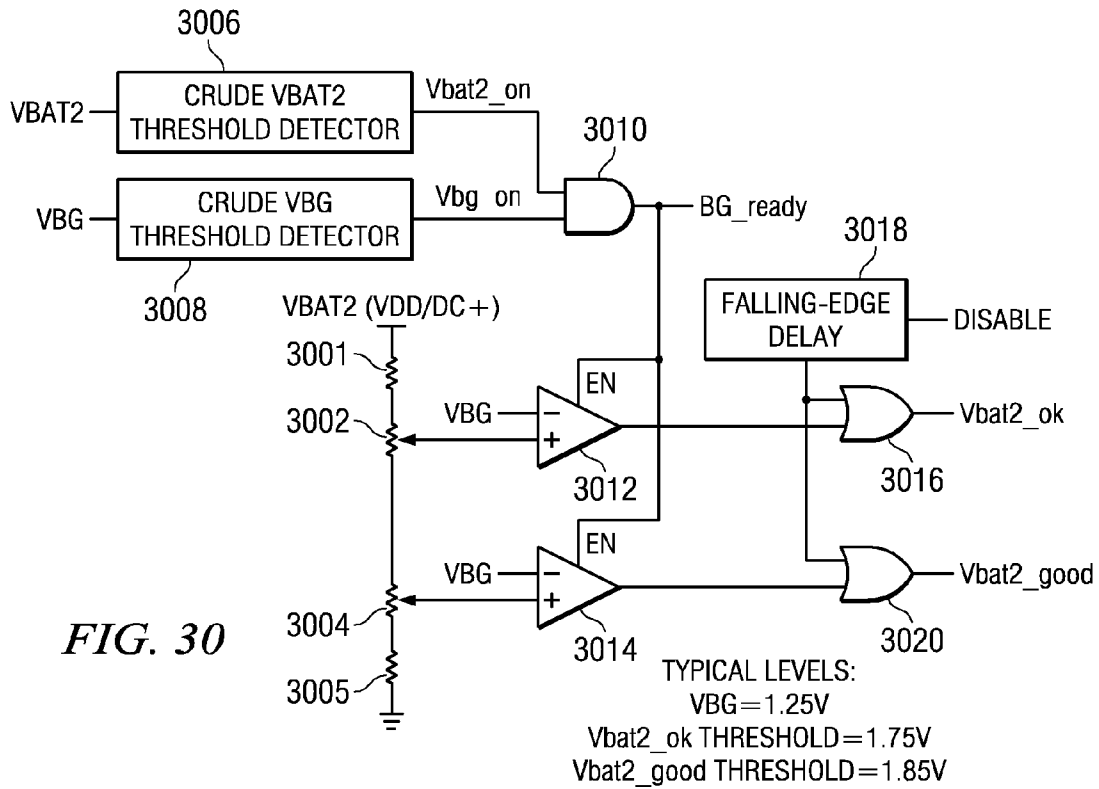 3006
CRUDE VBAT2
THRESHOLD DETECTOR
VBAT2
Vbat2_on
3010
CRUDE VBG
THRESHOLD DETECTOR
VBG
Vbg_on
BG_ready
3008
3018
FALLING-EDGE
DELAY
DISABLE
VBAT2 (VDD/DC+)
3001
3002
EN
VBG
−
+
3012
Vbat2_ok
3016
EN
VBG
−
+
3014
Vbat2_good
3020
3004
3005
FIG. 30
TYPICAL LEVELS:
VBG=1.25V
Vbat2_ok THRESHOLD=1.75V
Vbat2_good THRESHOLD=1.85V